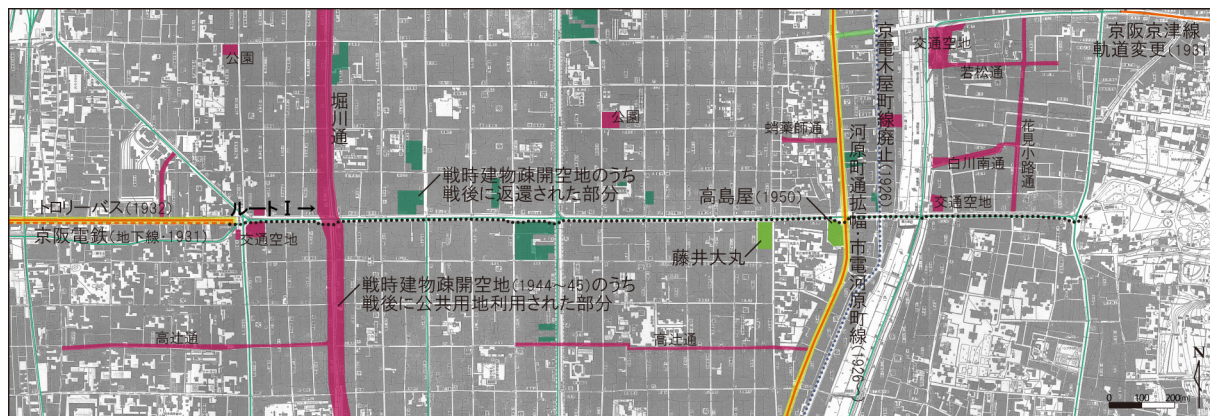 公園
堀川通
トロリーバス(1932)
ルートⅠ→
京阪電鉄(地下線・1931)
交通空地
高辻通
戦時建物疎開空地のうち
戦後に返還された部分
戦時建物疎開空地(1944~45)のうち
戦後に公共用地利用された部分
公園
高辻通
蛸薬師通
高島屋(1950)
藤井大丸
河原町通拡幅・市電河原町線(1926~)
京電木屋町線廃止(1926)
交通空地
若松通
花見小路通
白川南通
交通空地
京阪京津線
軌道変更(1931)
N
0 100 200m